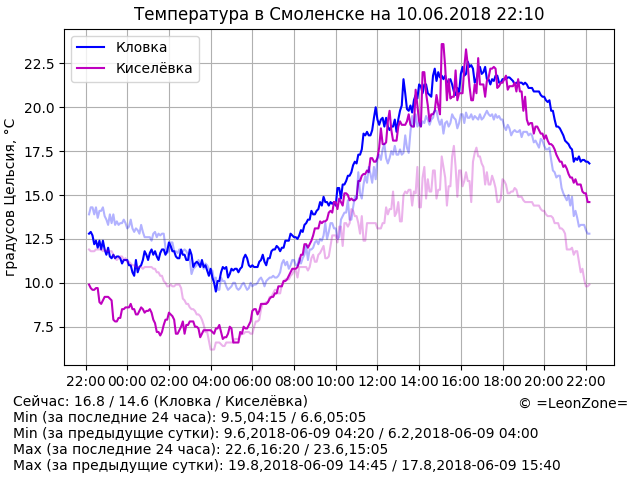 Температура в Смоленске на 10.06.2018 22:10
Кловка
Киселёвка
градусов Цельсия, °C
22.5
20.0
17.5
15.0
12.5
10.0
7.5
22:00 00:00 02:00 04:00 06:00 08:00 10:00 12:00 14:00 16:00 18:00 20:00 22:00
Сейчас: 16.8 / 14.6 (Кловка / Киселёвка)
© =LeonZone=
Min (за последние 24 часа): 9.5,04:15 / 6.6,05:05
Min (за предыдущие сутки): 9.6,2018-06-09 04:20 / 6.2,2018-06-09 04:00
Max (за последние 24 часа): 22.6,16:20 / 23.6,15:05
Max (за предыдущие сутки): 19.8,2018-06-09 14:45 / 17.8,2018-06-09 15:40